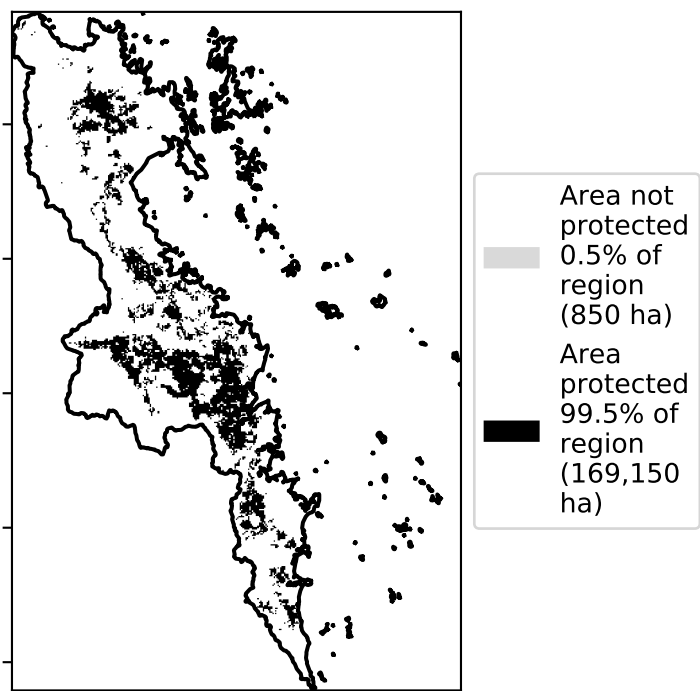 Area not
protected
0.5% of
region
(850 ha)
Area
protected
99.5% of
region
(169,150
ha)